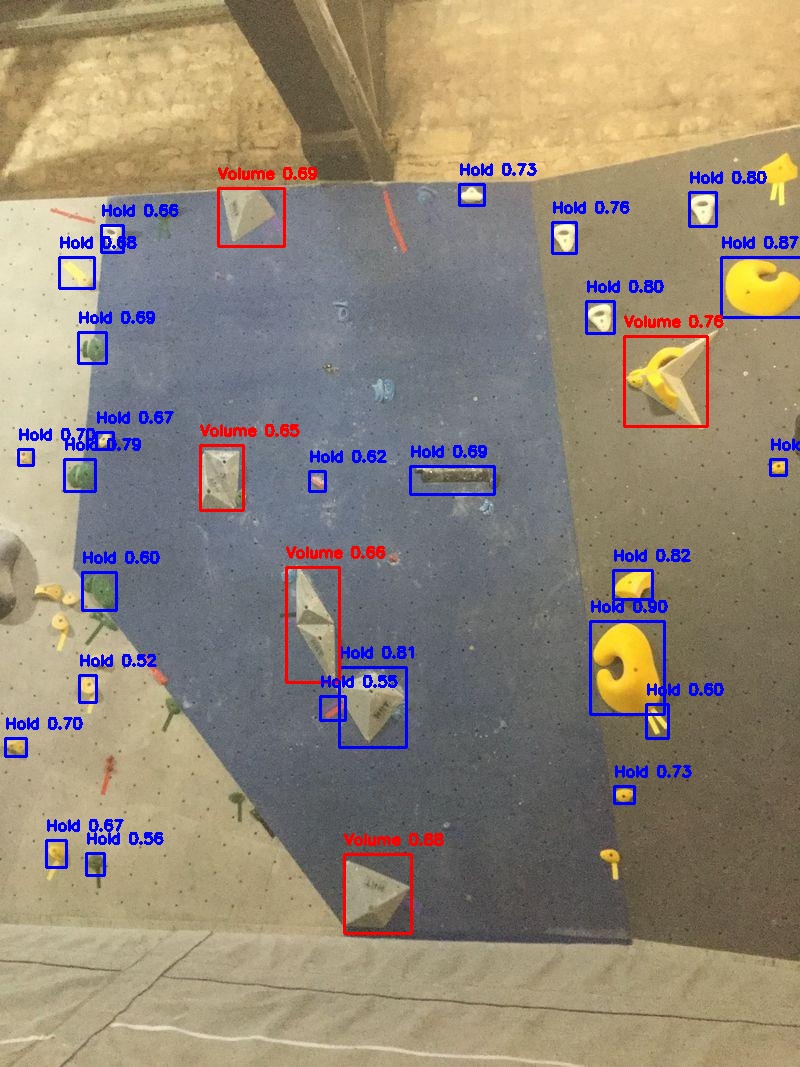 Volume 0.69
Hold 0.73
Hold 0.80
Hold 0.66
Hold 0.76
Hold 0.68
Hold 0.87
Hold 0.80
Hold 0.69
Volume 0.76
Hold 0.67
Hold 0.70
Hold 0.79
Volume 0.65
Hold 0.62
Hold 0.69
Hol
Volume 0.66
Hold 0.60
Hold 0.82
Hold 0.90
Hold 0.81
Hold 0.52
Hold 0.55
Hold 0.60
Hold 0.70
Hold 0.73
Hold 0.67
Hold 0.56
Volume 0.88